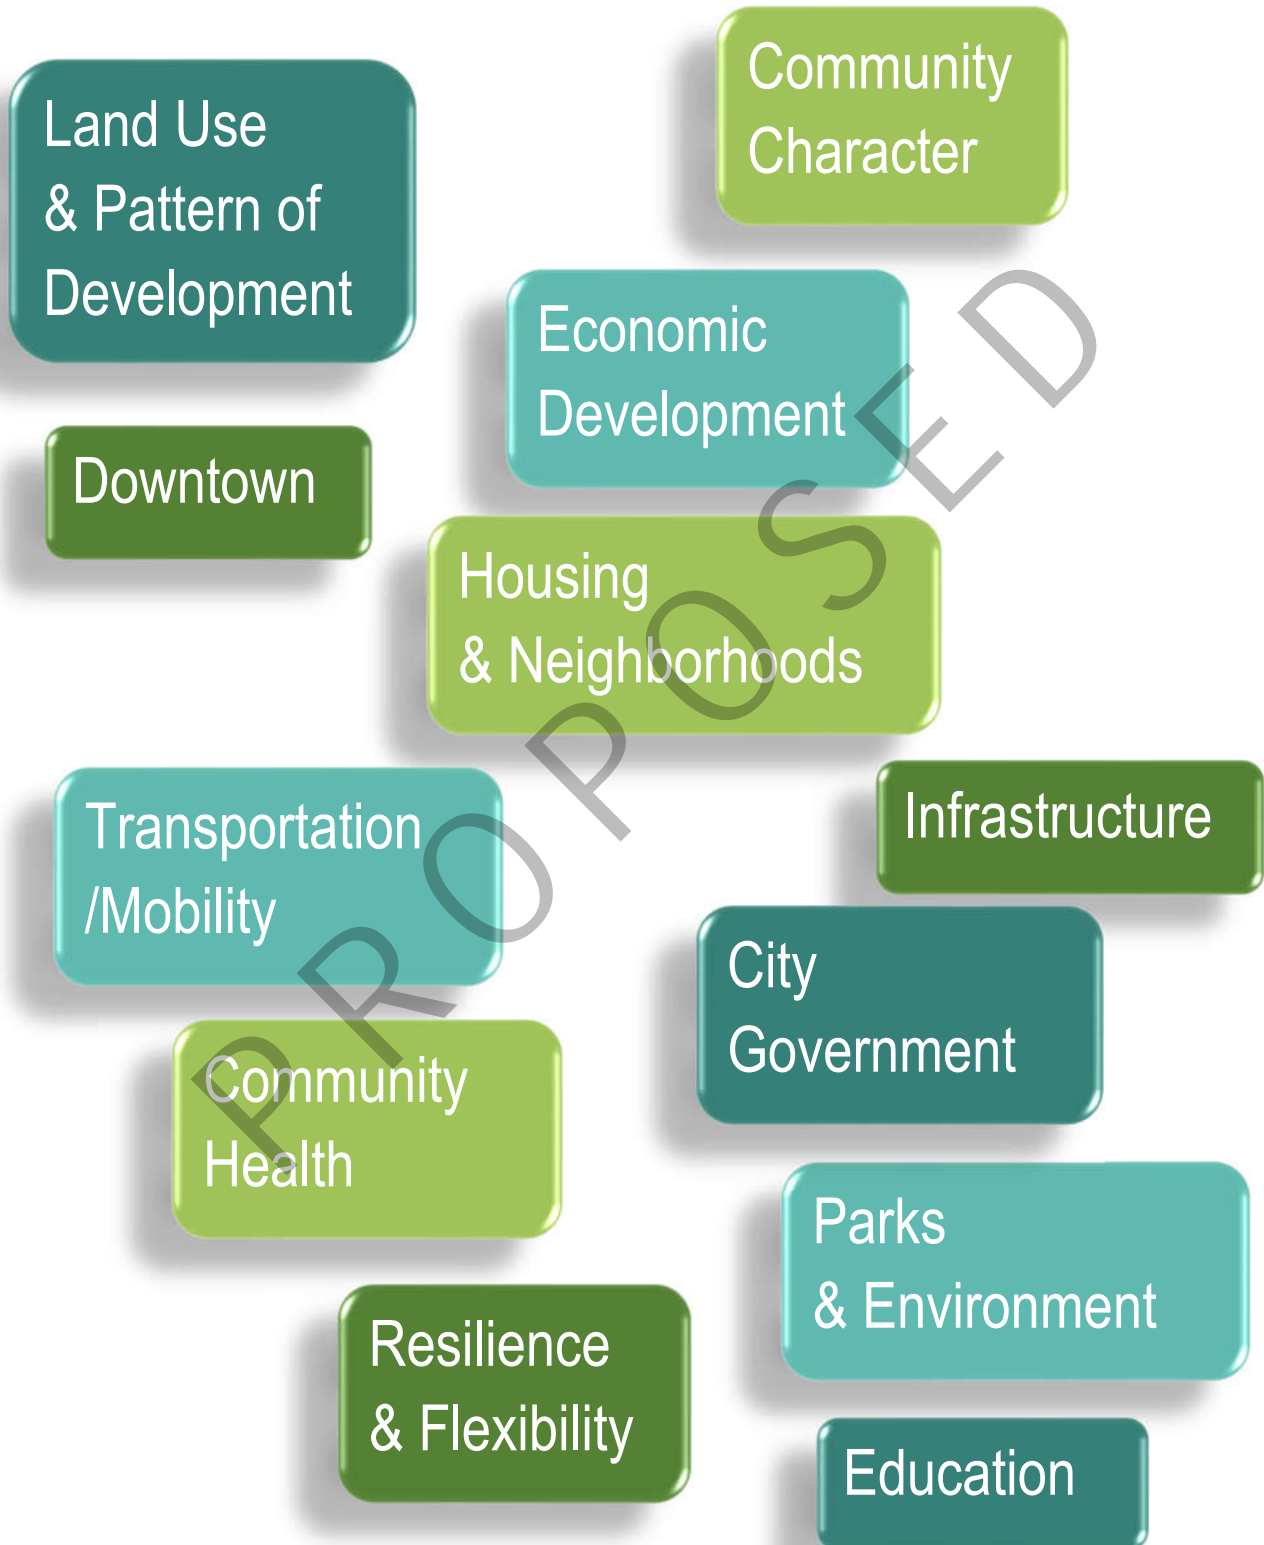 Community
Character
Land Use
& Pattern of
Development
Economic
Development
Downtown
Housing
& Neighborhoods
Transportation
/Mobility
Infrastructure
City
Government
Community
Health
Parks
& Environment
Resilience
& Flexibility
Education
PROPOSED